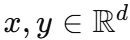 x, y ∈ ℝ^d